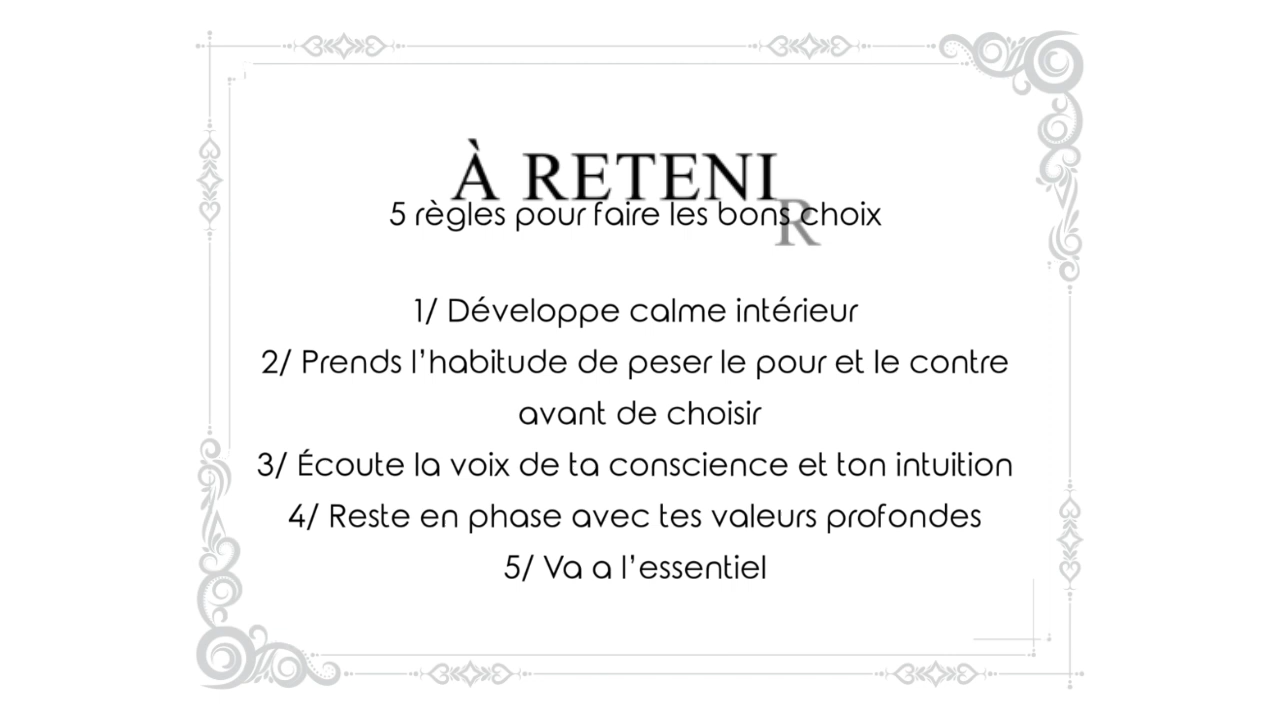 À RETENIR
5 règles pour faire les bons choix
1/ Développe calme intérieur
2/ Prends l’habitude de peser le pour et le contre
avant de choisir
3/ Écoute la voix de ta conscience et ton intuition
4/ Reste en phase avec tes valeurs profondes
5/ Va a l’essentiel